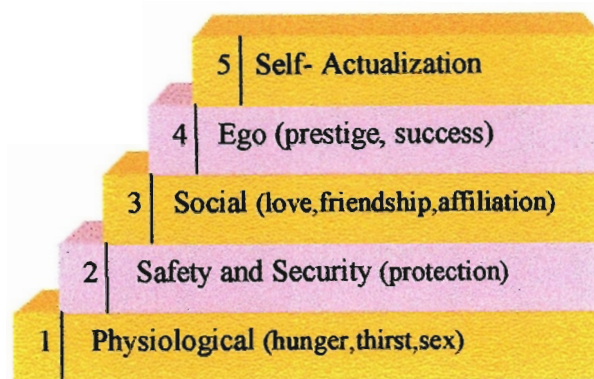 5 Self- Actualization
4 Ego (prestige, success)
3 Social (love,friendship,affiliation)
2 Safety and Security (protection)
1 Physiological (hunger,thirst,sex)